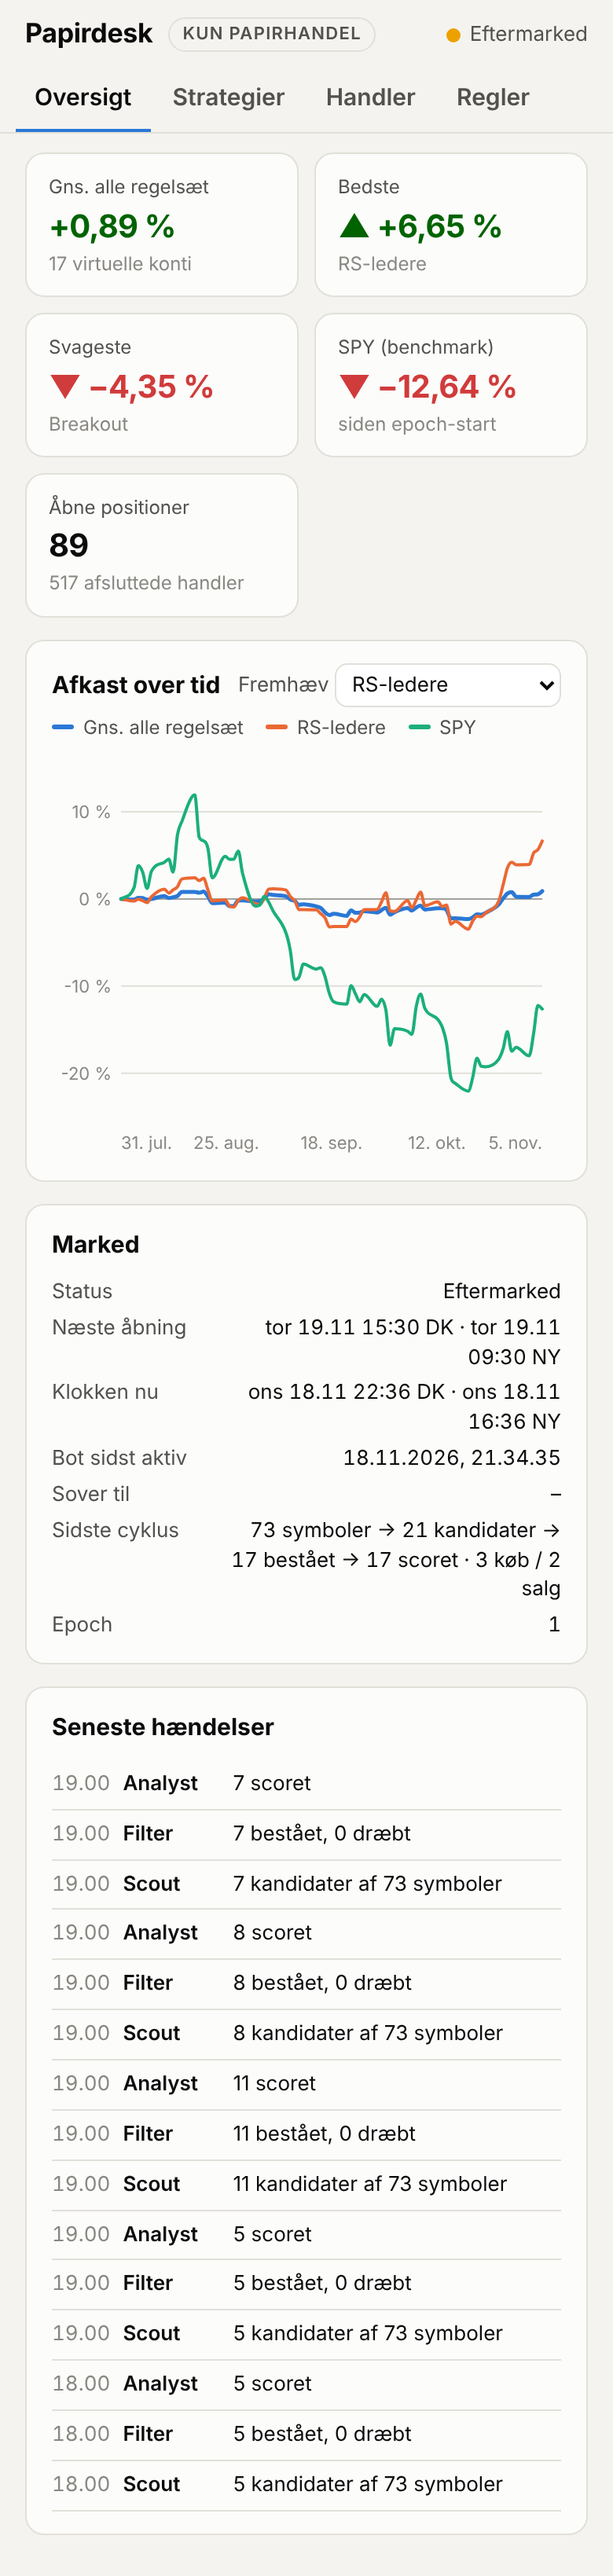 Papirdesk KUN PAPIRHANDEL Eftermarked
Oversigt Strategier Handler Regler
Gns. alle regelsæt
+0,89 %
17 virtuelle konti
Bedste
▲ +6,65 %
RS-ledere
Svageste
▼ −4,35 %
Breakout
SPY (benchmark)
▼ −12,64 %
siden epoch-start
Åbne positioner
89
517 afsluttede handler
Afkast over tid Fremhæv RS-ledere
Gns. alle regelsæt RS-ledere SPY
10 %
0 %
-10 %
-20 %
31. jul. 25. aug. 18. sep. 12. okt. 5. nov.
Marked
Status Eftermarked
Næste åbning tor 19.11 15:30 DK · tor 19.11
09:30 NY
Klokken nu ons 18.11 22:36 DK · ons 18.11
16:36 NY
Bot sidst aktiv 18.11.2026, 21.34.35
Sover til –
Sidste cyklus 73 symboler → 21 kandidater →
17 bestået → 17 scoret · 3 køb / 2
salg
Epoch 1
Seneste hændelser
19.00 Analyst 7 scoret
19.00 Filter 7 bestået, 0 dræbt
19.00 Scout 7 kandidater af 73 symboler
19.00 Analyst 8 scoret
19.00 Filter 8 bestået, 0 dræbt
19.00 Scout 8 kandidater af 73 symboler
19.00 Analyst 11 scoret
19.00 Filter 11 bestået, 0 dræbt
19.00 Scout 11 kandidater af 73 symboler
19.00 Analyst 5 scoret
19.00 Filter 5 bestået, 0 dræbt
19.00 Scout 5 kandidater af 73 symboler
18.00 Analyst 5 scoret
18.00 Filter 5 bestået, 0 dræbt
18.00 Scout 5 kandidater af 73 symboler